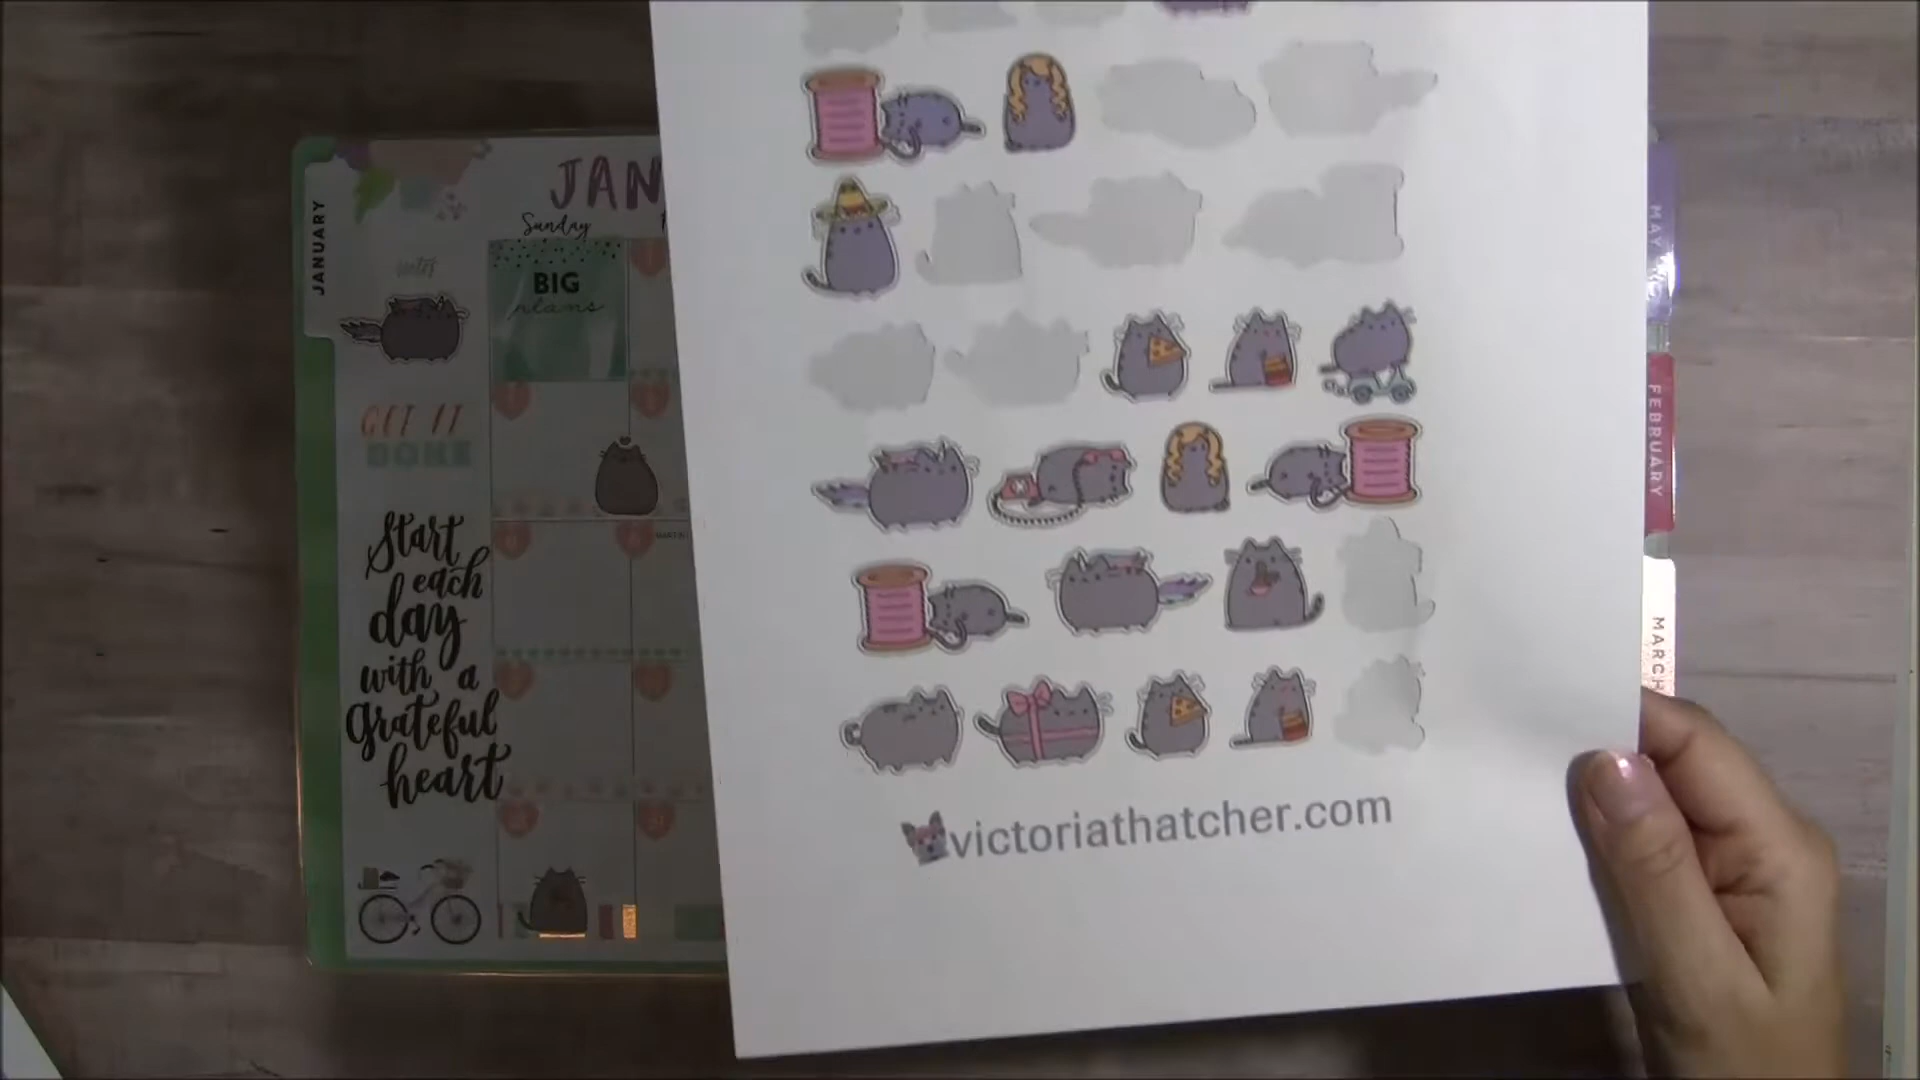 JAN
JANUARY
Sunday
notes
BIG
plans
GET IT
DONE
Start
each
day
with a
Grateful
heart
victoriathatcher.com
MAY
FEBRUARY
MARCH